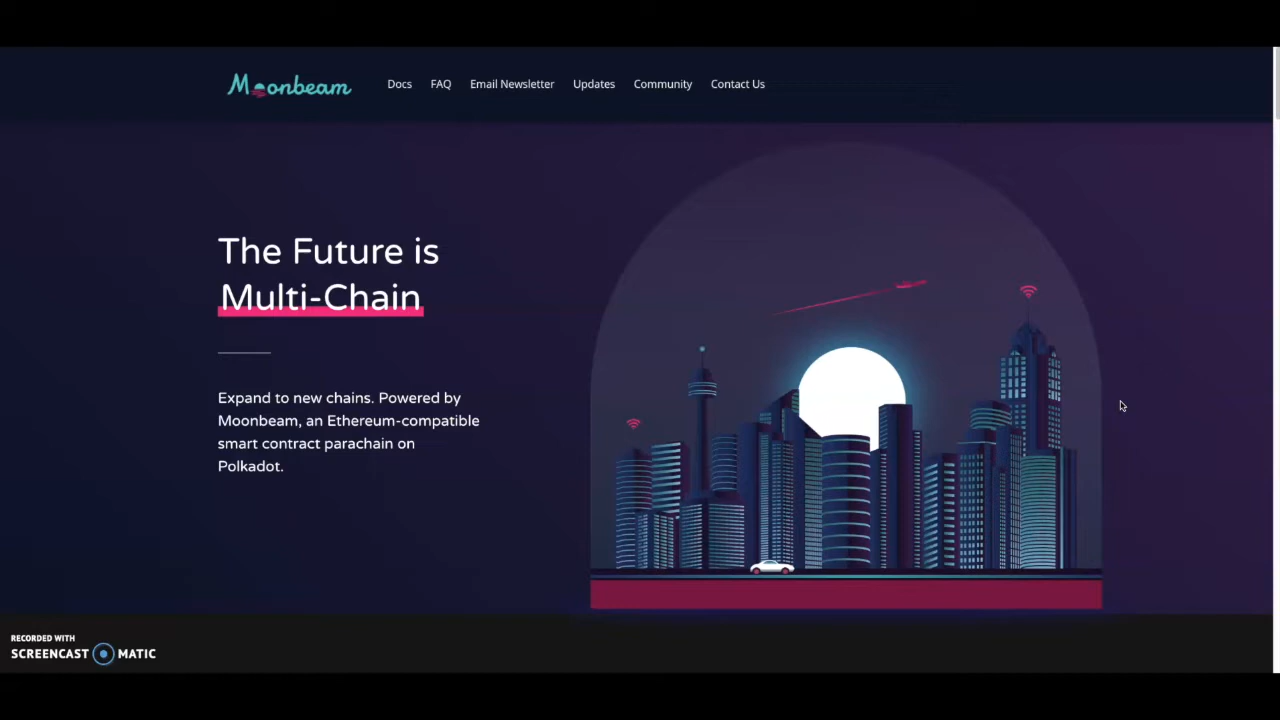 Moonbeam
Docs FAQ Email Newsletter Updates Community Contact Us
The Future is
Multi-Chain
Expand to new chains. Powered by
Moonbeam, an Ethereum-compatible
smart contract parachain on
Polkadot.
RECORDED WITH
SCREENCAST MATIC